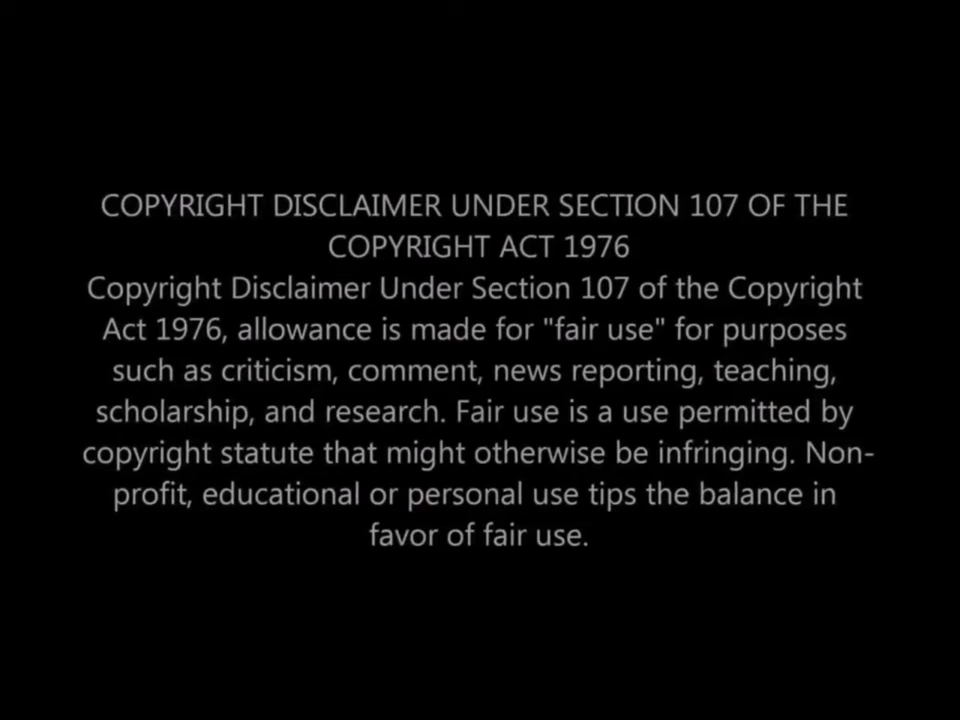 COPYRIGHT DISCLAIMER UNDER SECTION 107 OF THE
COPYRIGHT ACT 1976
Copyright Disclaimer Under Section 107 of the Copyright
Act 1976, allowance is made for "fair use" for purposes
such as criticism, comment, news reporting, teaching,
scholarship, and research. Fair use is a use permitted by
copyright statute that might otherwise be infringing. Non-
profit, educational or personal use tips the balance in
favor of fair use.